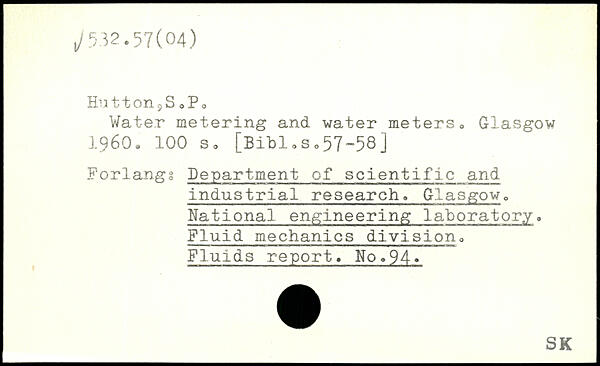 √532.57(04)
Hutton,S.P.
Water metering and water meters. Glasgow
1960. 100 s. [Bibl.s.57-58]
Forlang: Department of scientific and
industrial research. Glasgow.
National engineering laboratory.
Fluid mechanics division.
Fluids report. No.94.
SK